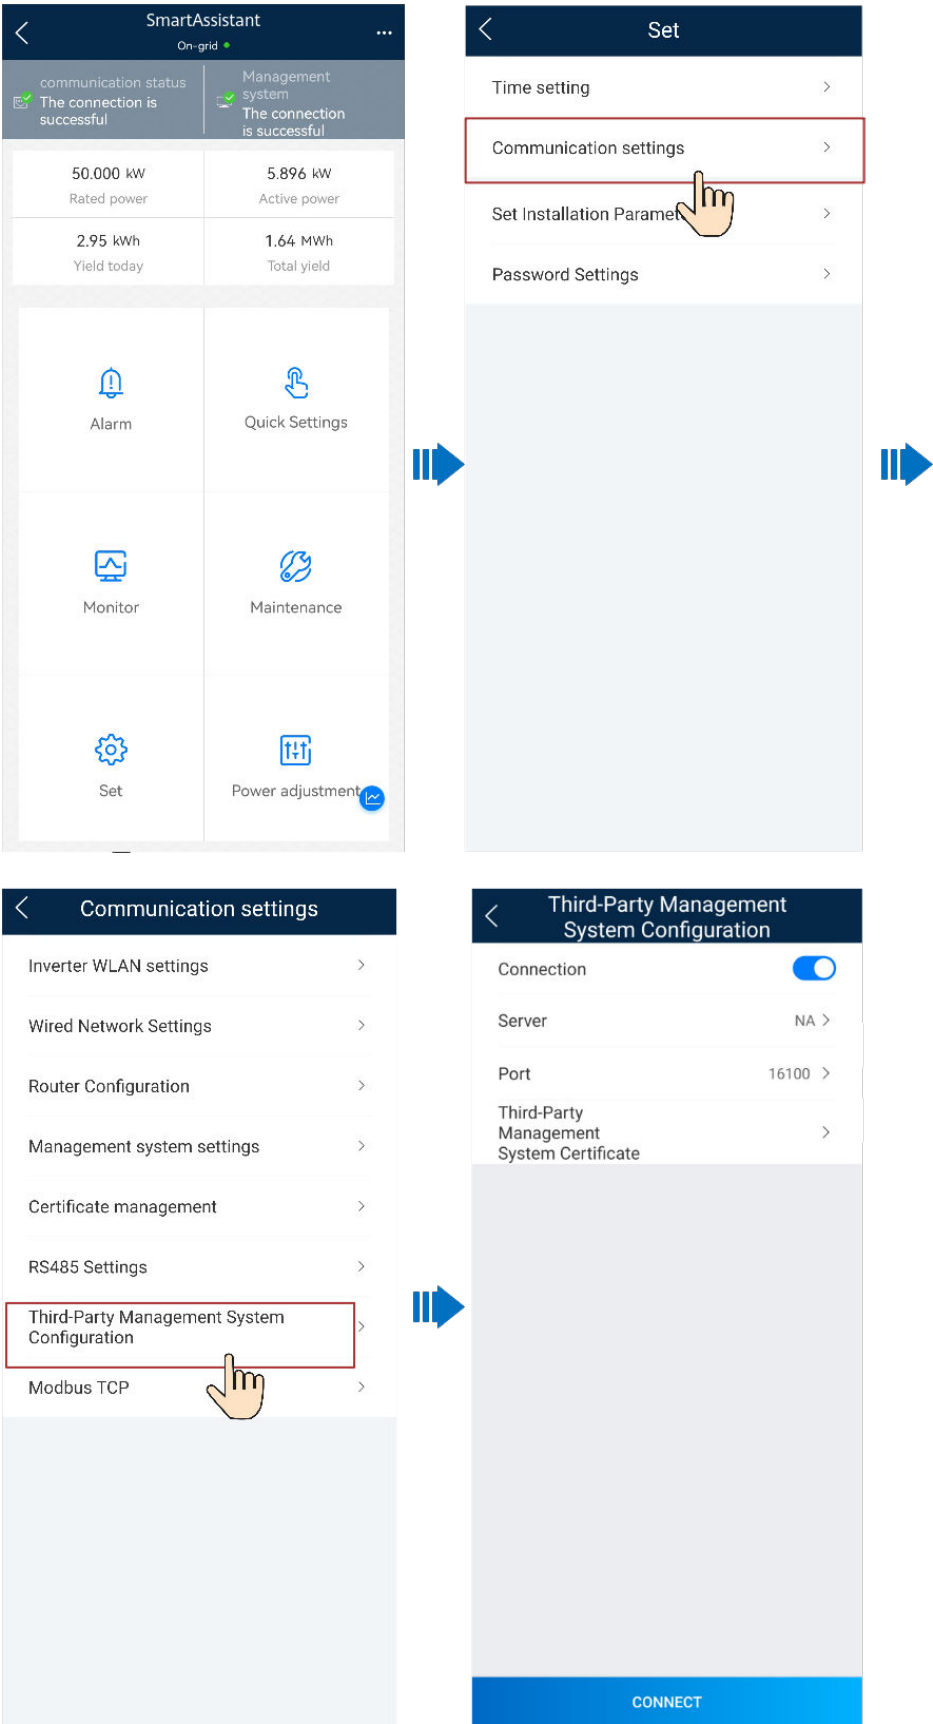 SmartAssistant
On-grid
communication status
The connection is
successful
Management
system
The connection
is successful
50.000 kW
Rated power
5.896 kW
Active power
2.95 kWh
Yield today
1.64 MWh
Total yield
Alarm
Quick Settings
Monitor
Maintenance
Set
Power adjustment
Set
Time setting
Communication settings
Set Installation Paramet
Password Settings
Communication settings
Inverter WLAN settings
Wired Network Settings
Router Configuration
Management system settings
Certificate management
RS485 Settings
Third-Party Management System
Configuration
Modbus TCP
Third-Party Management
System Configuration
Connection
Server NA
Port 16100
Third-Party
Management
System Certificate
CONNECT